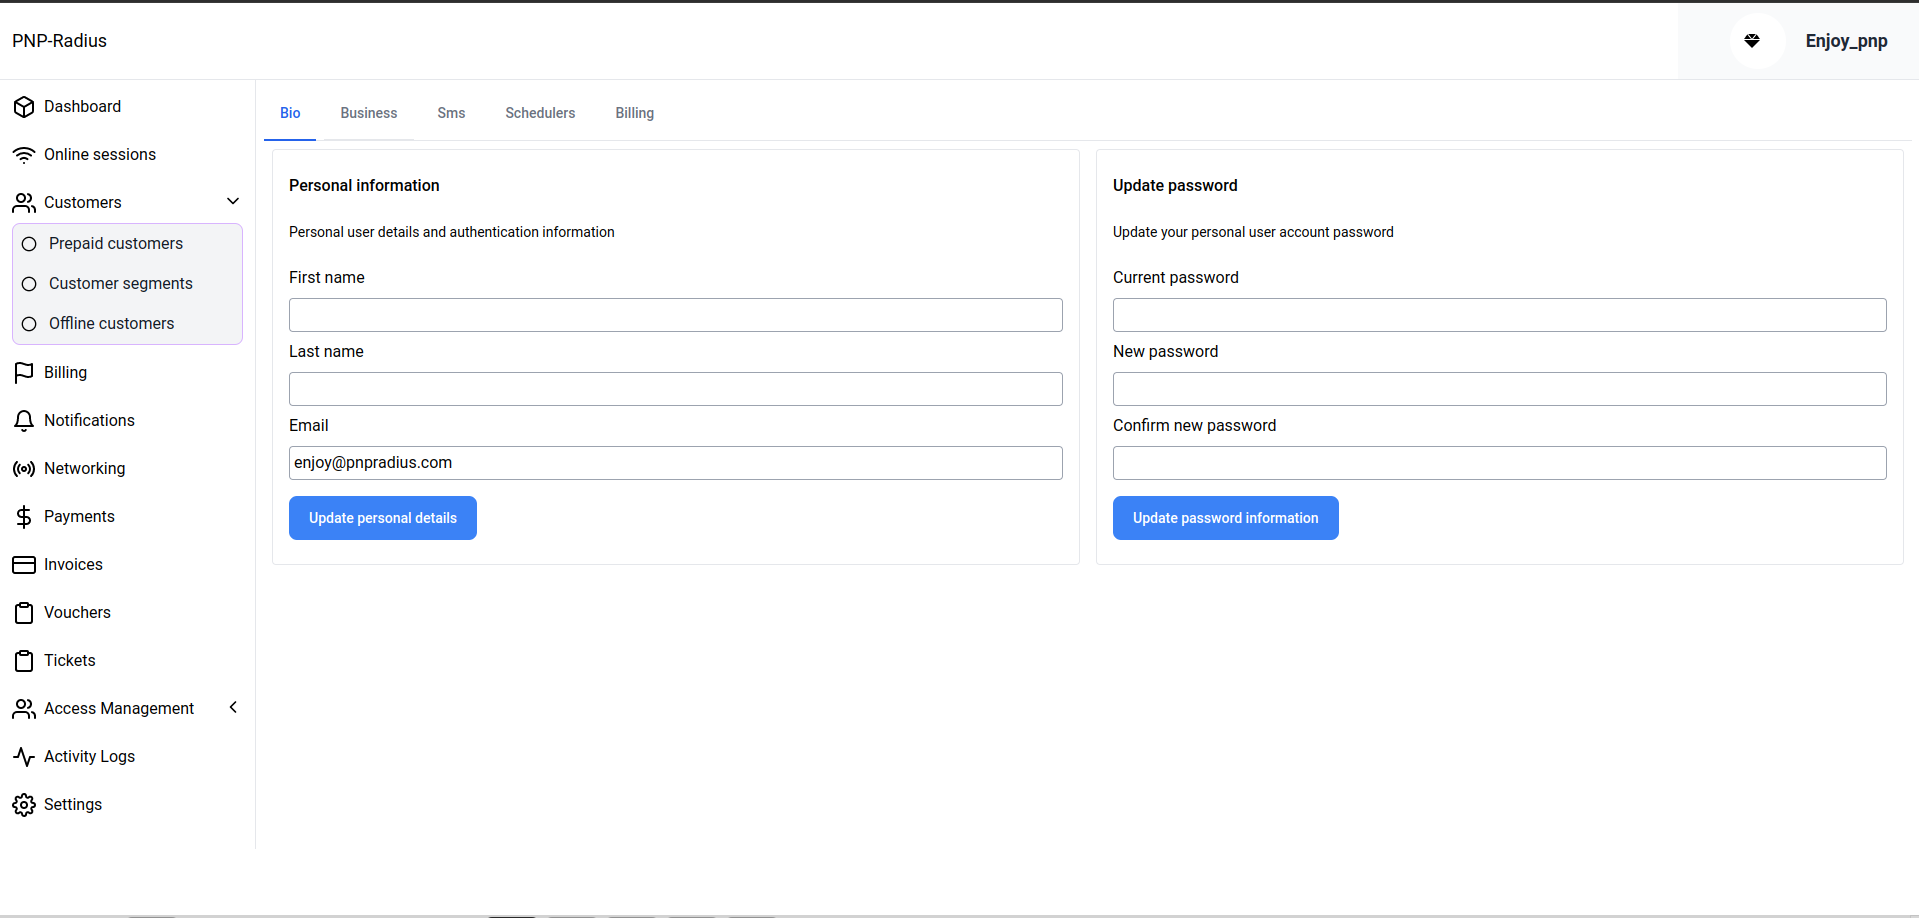 PNP-Radius
Enjoy_pnp
Dashboard
Online sessions
Customers
Prepaid customers
Customer segments
Offline customers
Billing
Notifications
Networking
Payments
Invoices
Vouchers
Tickets
Access Management
Activity Logs
Settings
Bio
Business
Sms
Schedulers
Billing
Personal information
Personal user details and authentication information
First name
Last name
Email
enjoy@pnpradius.com
Update personal details
Update password
Update your personal user account password
Current password
New password
Confirm new password
Update password information